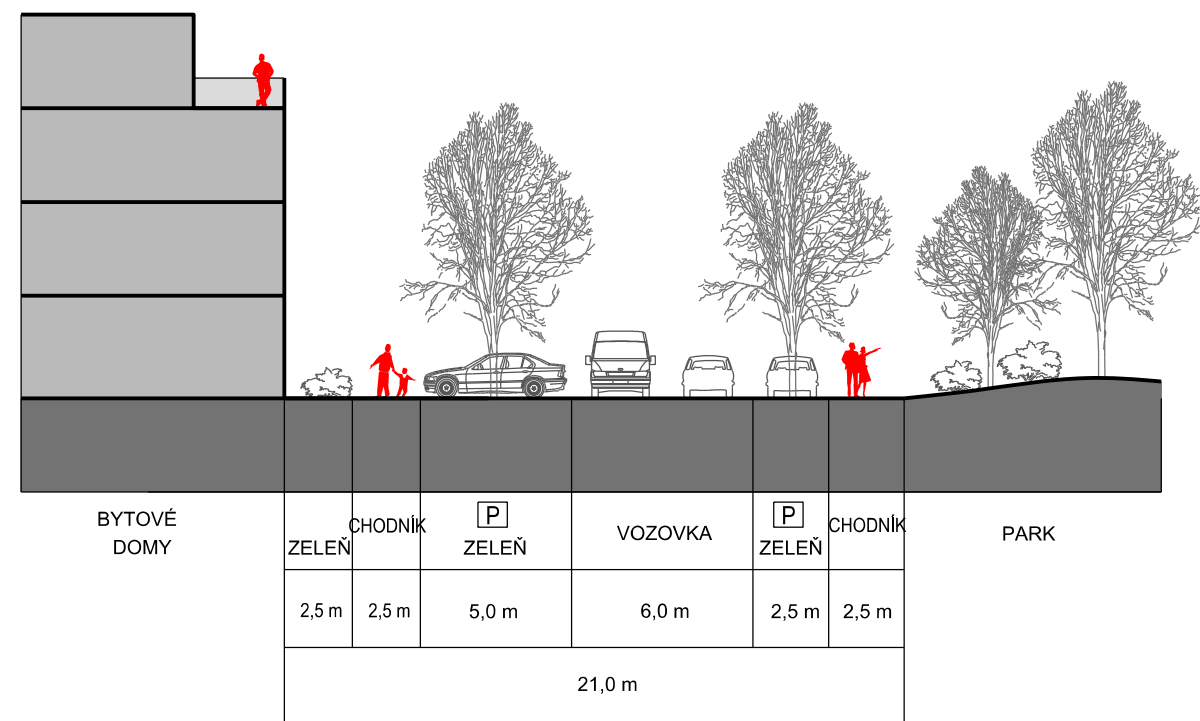 BYTOVÉ
DOMY
ZELEŇ
CHODNÍK
P
ZELEŇ
VOZOVKA
P
ZELEŇ
CHODNÍK
PARK
2,5 m
2,5 m
5,0 m
6,0 m
2,5 m
2,5 m
21,0 m